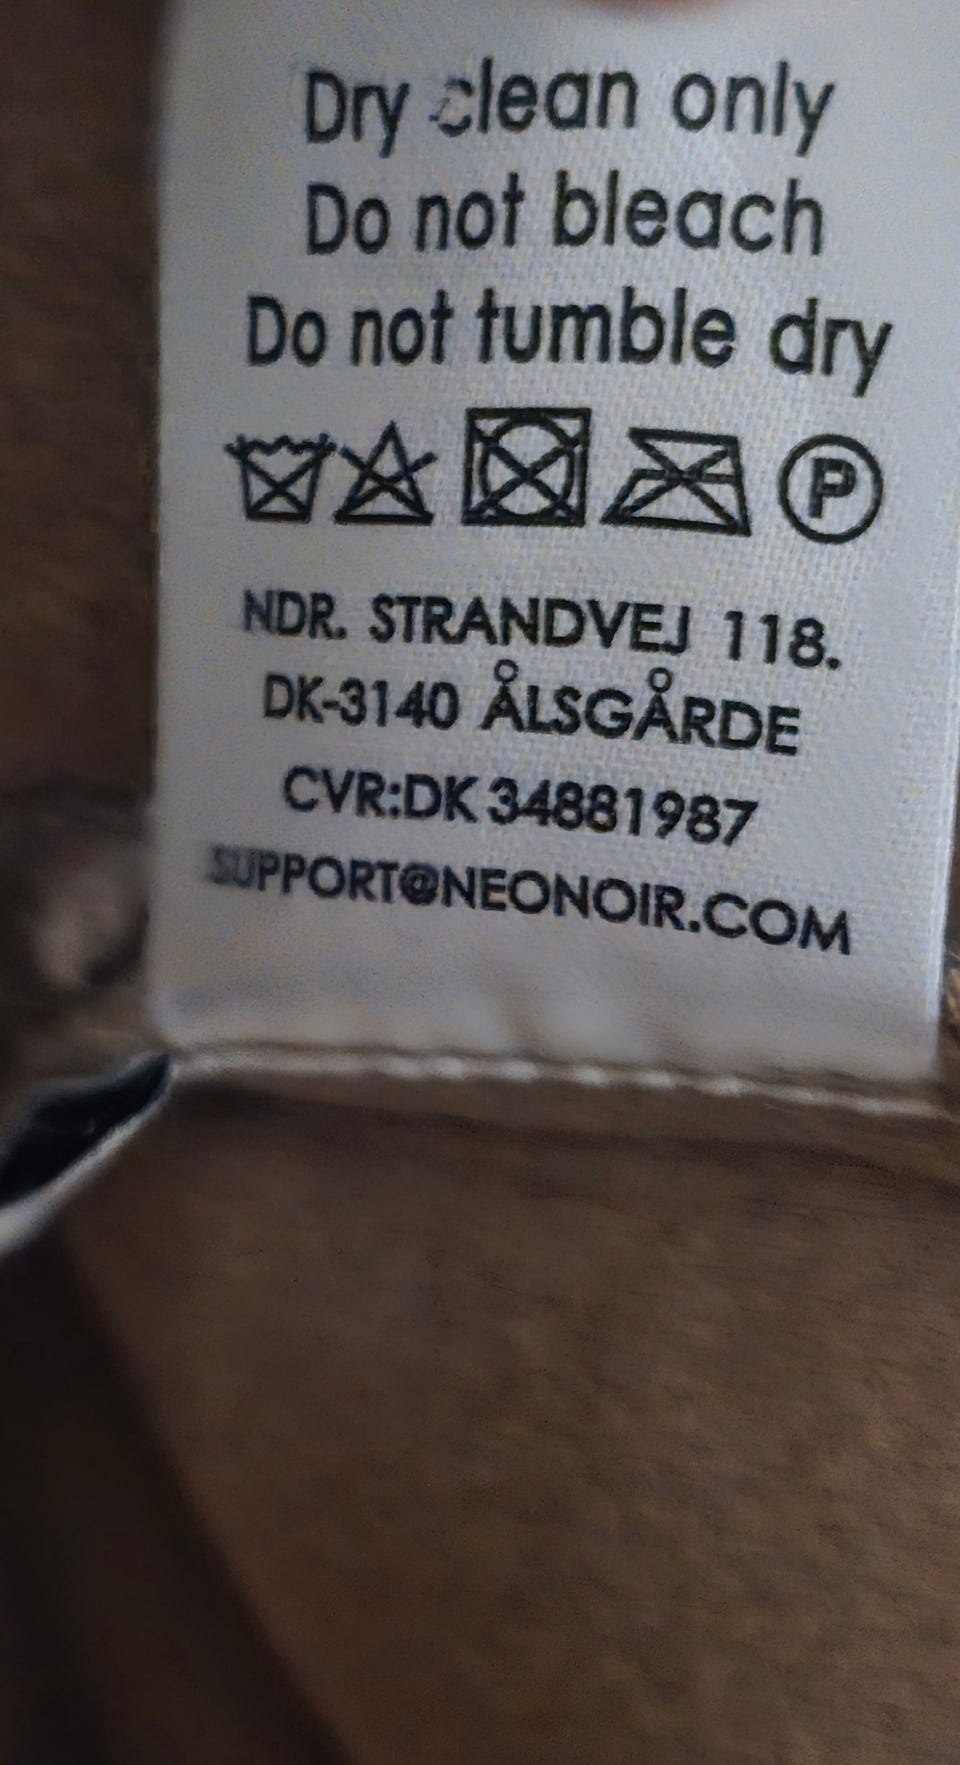 Dry clean only
Do not bleach
Do not tumble dry
P
NDR. STRANDVEJ 118.
DK-3140 ÅLSGÅRDE
CVR:DK 34881987
SUPPORT@NEONOIR.COM